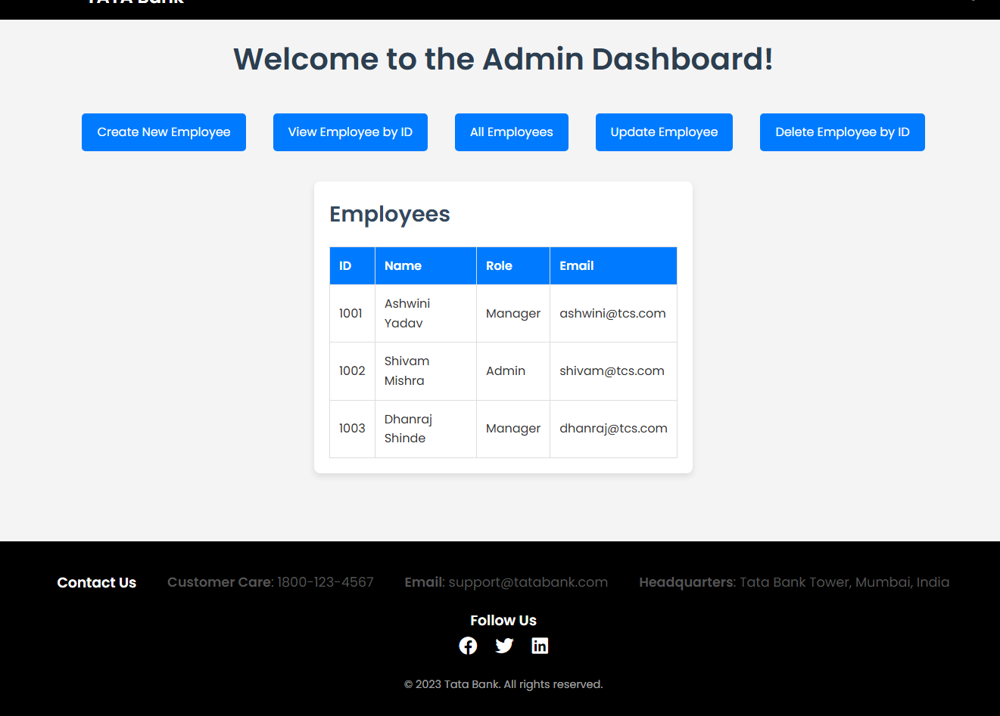 TATA Bank
Welcome to the Admin Dashboard!
Create New Employee
View Employee by ID
All Employees
Update Employee
Delete Employee by ID
Employees
ID Name Role Email
1001 Ashwini Yadav Manager ashwini@tcs.com
1002 Shivam Mishra Admin shivam@tcs.com
1003 Dhanraj Shinde Manager dhanraj@tcs.com
Contact Us Customer Care: 1800-123-4567 Email: support@tatabank.com Headquarters: Tata Bank Tower, Mumbai, India
Follow Us
© 2023 Tata Bank. All rights reserved.